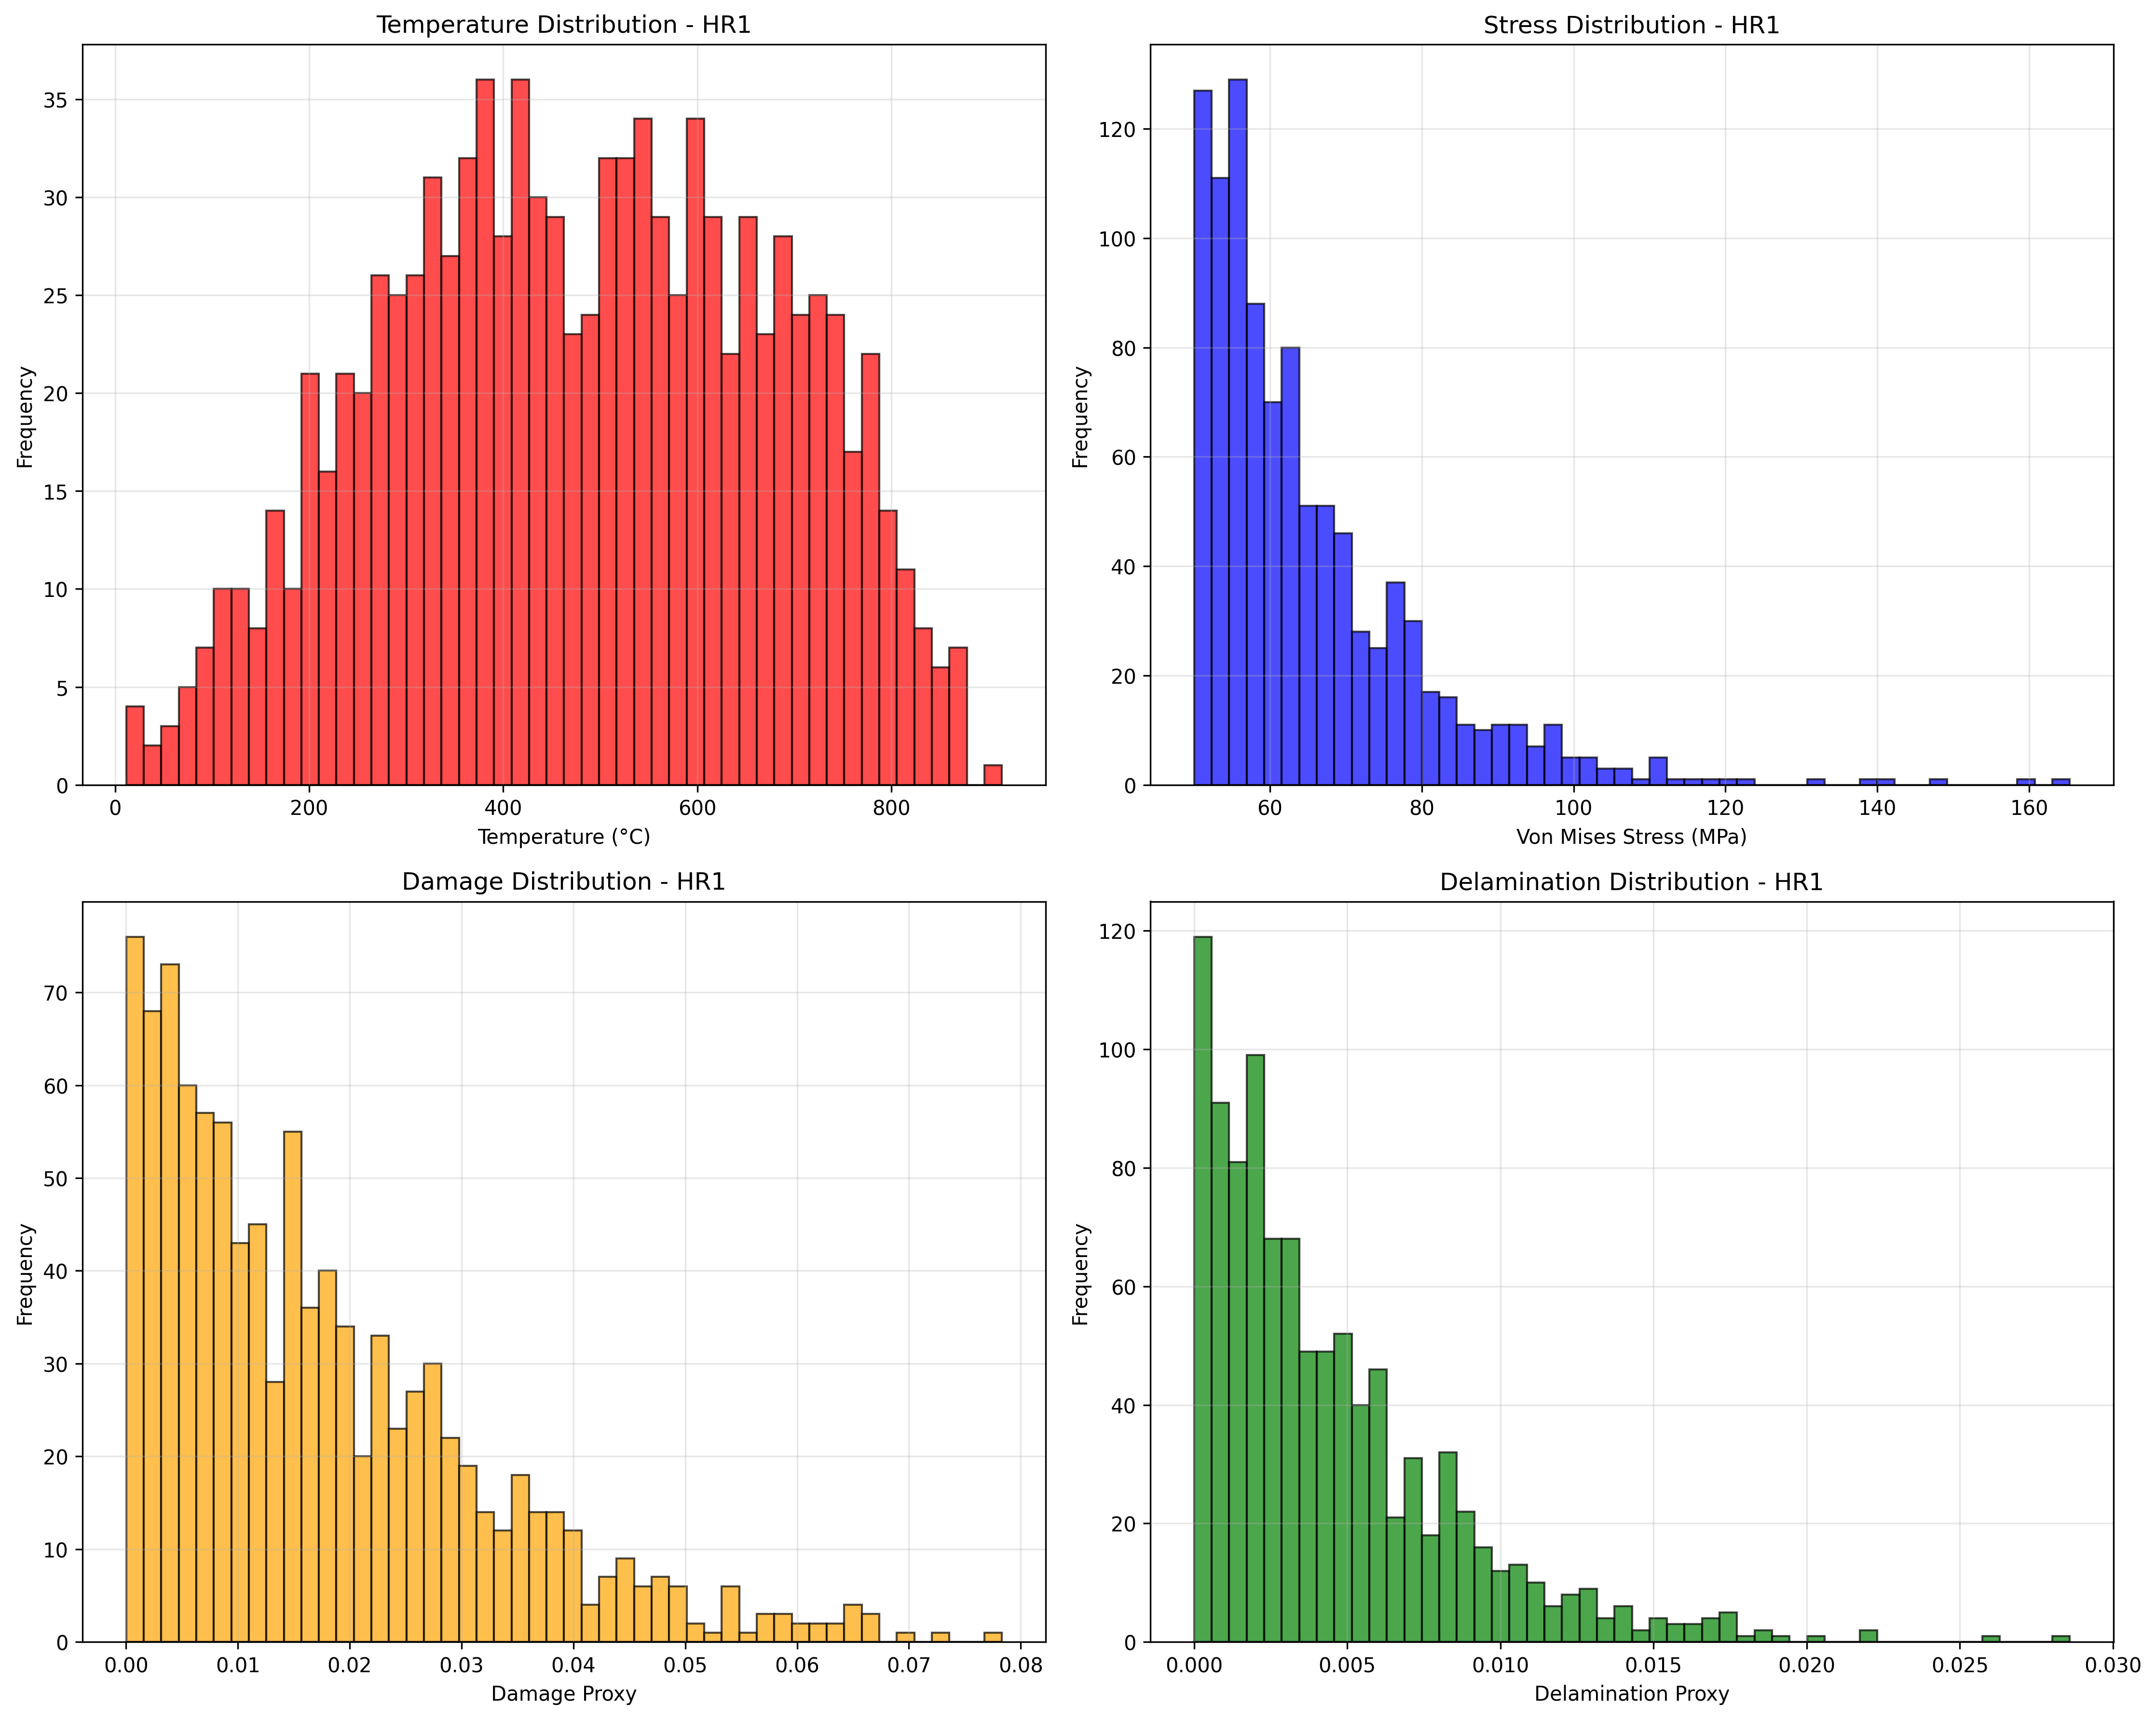 Temperature Distribution - HR1
Frequency
35
30
25
20
15
10
5
0
0 200 400 600 800
Temperature (°C)
Stress Distribution - HR1
Frequency
120
100
80
60
40
20
0
60 80 100 120 140 160
Von Mises Stress (MPa)
Damage Distribution - HR1
Frequency
70
60
50
40
30
20
10
0
0.00 0.01 0.02 0.03 0.04 0.05 0.06 0.07 0.08
Damage Proxy
Delamination Distribution - HR1
Frequency
120
100
80
60
40
20
0
0.000 0.005 0.010 0.015 0.020 0.025 0.030
Delamination Proxy